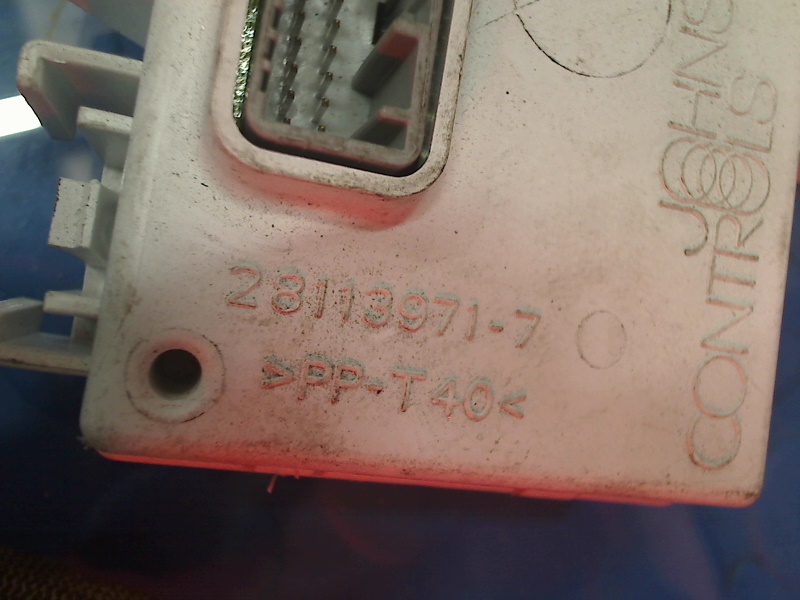 28113971-7
>PP-T40<
JOHNSON
CONTROLS